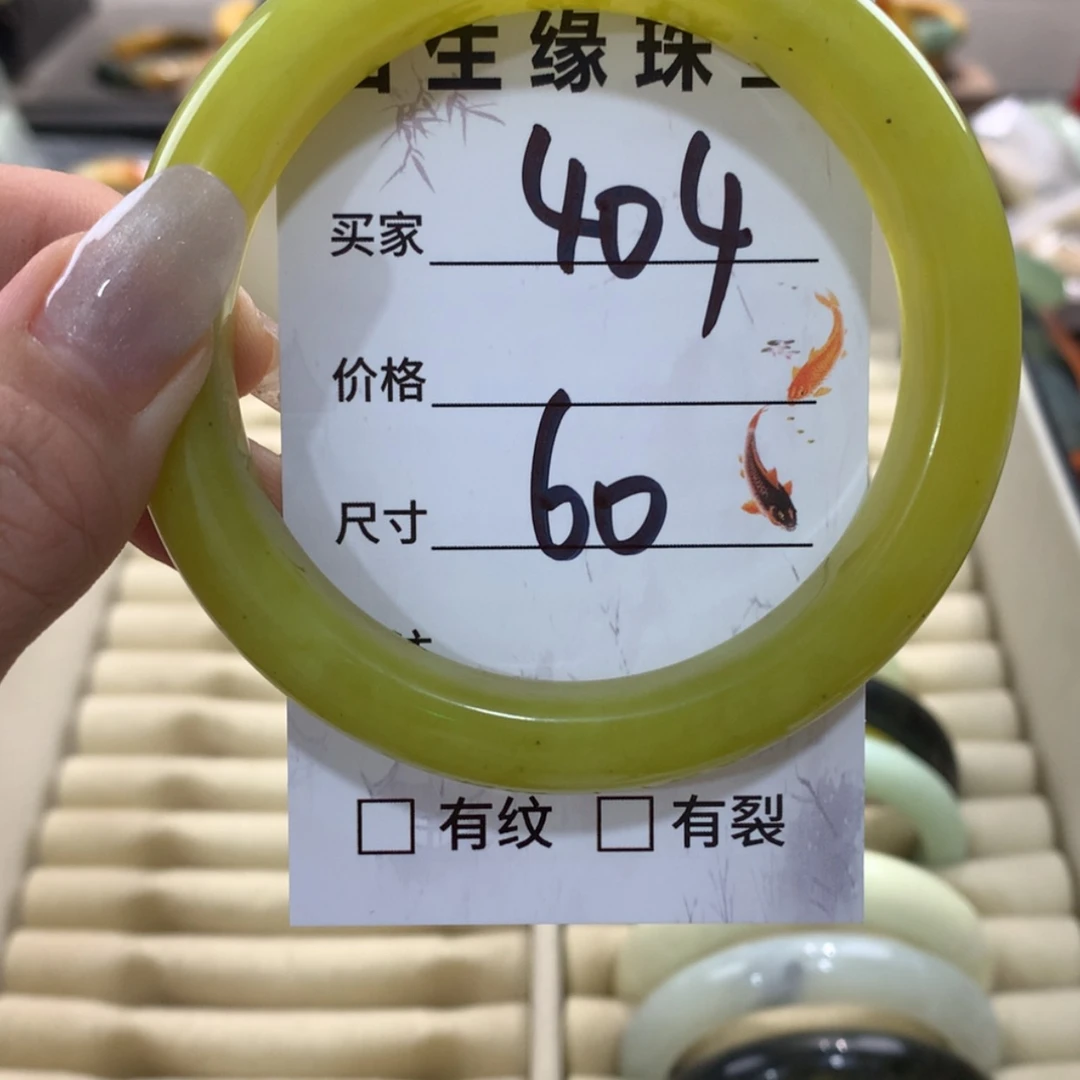 生缘珠
买家 404
价格
尺寸 60
有纹 有裂